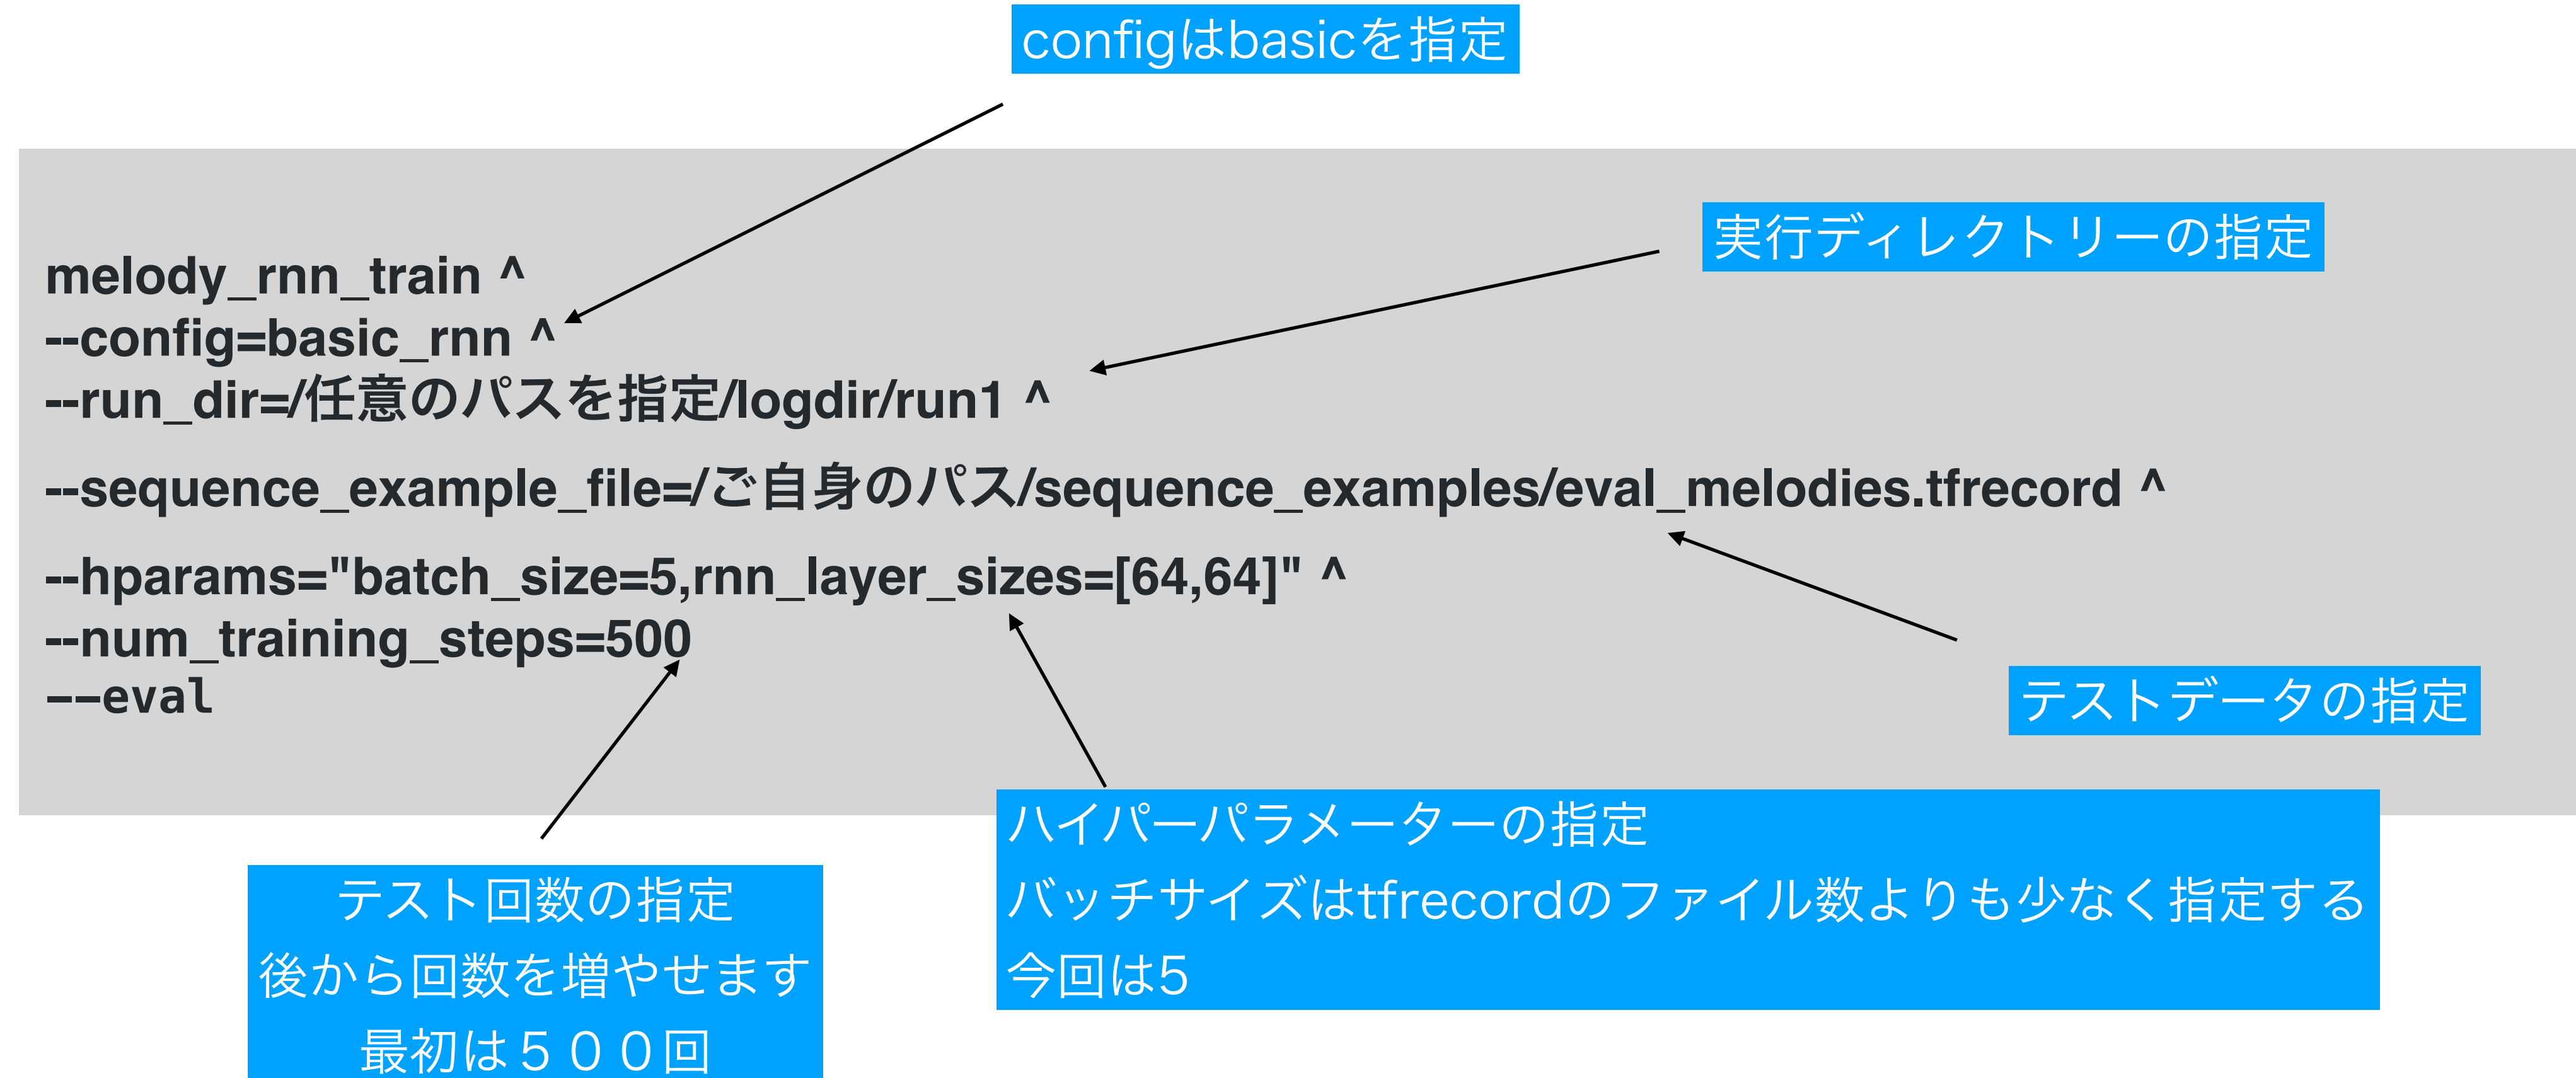 configはbasicを指定
実行ディレクトリーの指定
melody_rnn_train ^
--config=basic_rnn ^
--run_dir=/任意のパスを指定/logdir/run1 ^
--sequence_example_file=/ご自身のパス/sequence_examples/eval_melodies.tfrecord ^
--hparams="batch_size=5,rnn_layer_sizes=[64,64]" ^
--num_training_steps=500
--eval
テストデータの指定
ハイパーパラメーターの指定
バッチサイズはtfrecordのファイル数よりも少なく指定する
今回は5
テスト回数の指定
後から回数を増やせます
最初は５００回